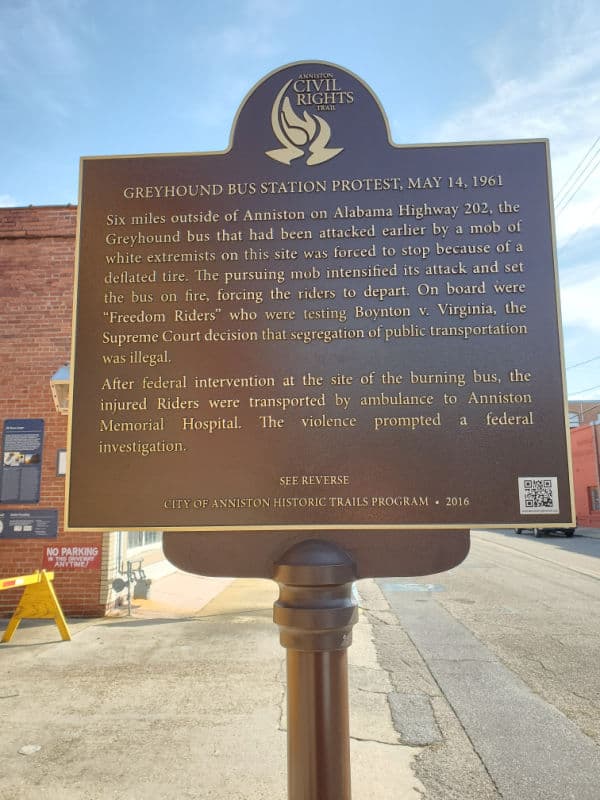 ANNISTON
CIVIL
RIGHTS
TRAIL
GREYHOUND BUS STATION PROTEST, MAY 14, 1961
Six miles outside of Anniston on Alabama Highway 202, the
Greyhound bus that had been attacked earlier by a mob of
white extremists on this site was forced to stop because of a
deflated tire. The pursuing mob intensified its attack and set
the bus on fire, forcing the riders to depart. On board were
"Freedom Riders" who were testing Boynton v. Virginia, the
Supreme Court decision that segregation of public transportation
was illegal.
After federal intervention at the site of the burning bus, the
injured Riders were transported by ambulance to Anniston
Memorial Hospital. The violence prompted a federal
investigation.
SEE REVERSE
CITY OF ANNISTON HISTORIC TRAILS PROGRAM • 2016
NO PARKING
IN THIS DRIVEWAY
ANYTIME!